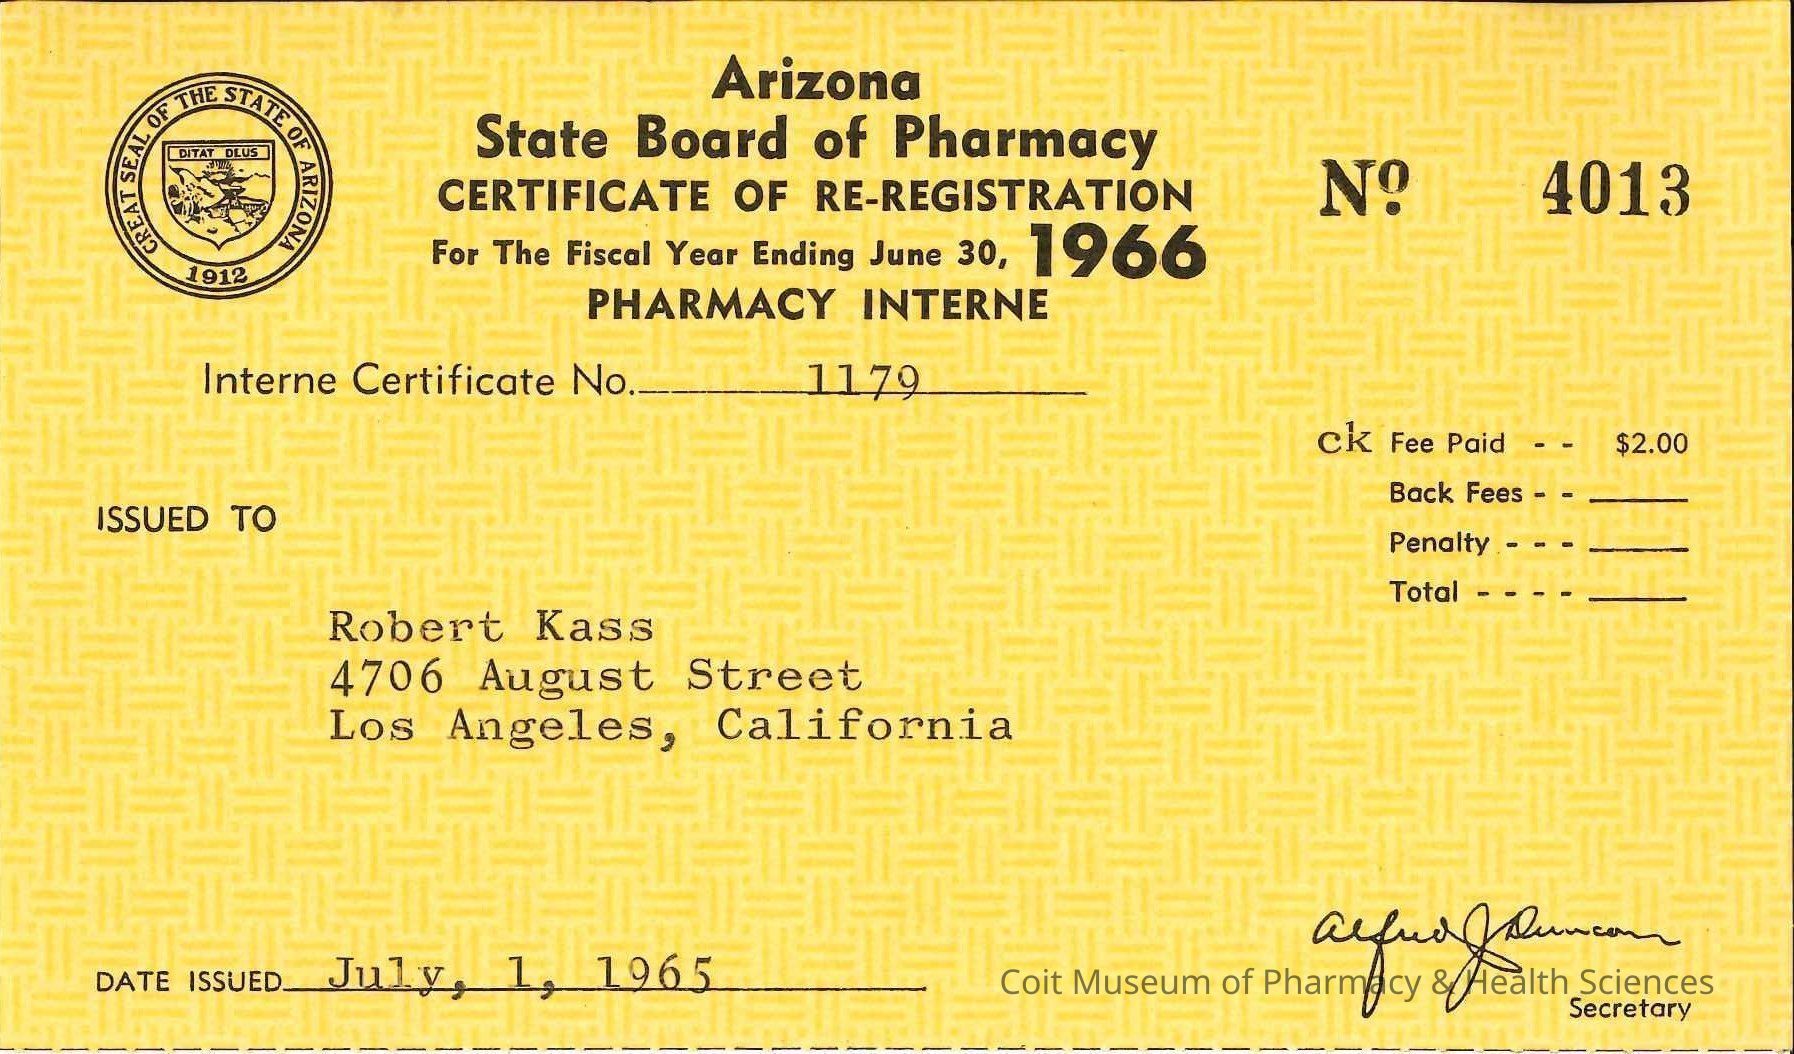 GREAT SEAL OF THE STATE OF ARIZONA
DITAT DEUS
1912
Arizona
State Board of Pharmacy
CERTIFICATE OF RE-REGISTRATION
For The Fiscal Year Ending June 30, 1966
PHARMACY INTERNE
Nº 4013
Interne Certificate No. 1179
ck Fee Paid - - $2.00
Back Fees - -
Penalty - - -
Total - - - -
ISSUED TO
Robert Kass
4706 August Street
Los Angeles, California
DATE ISSUED July, 1, 1965
Alfred J Duncan
Coit Museum of Pharmacy & Health Sciences
Secretary